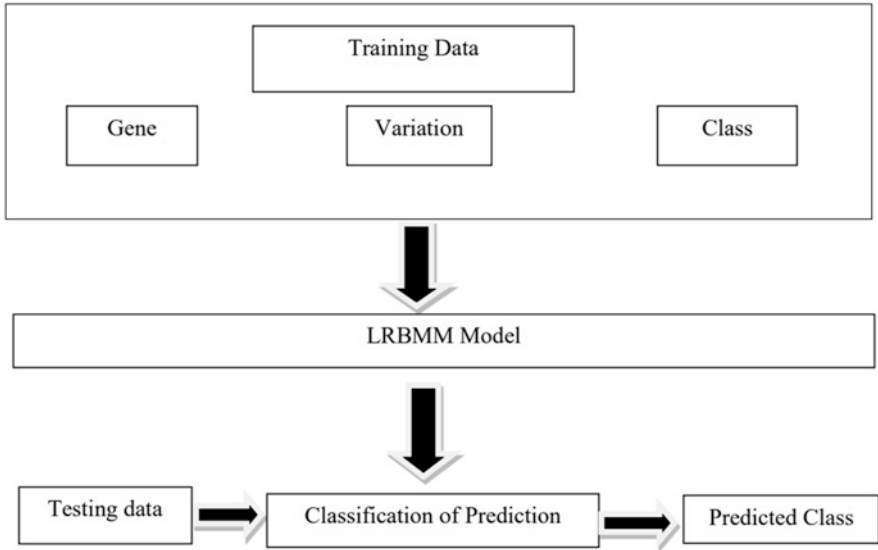 Training Data
Gene
Variation
Class
LRBMM Model
Testing data
Classification of Prediction
Predicted Class